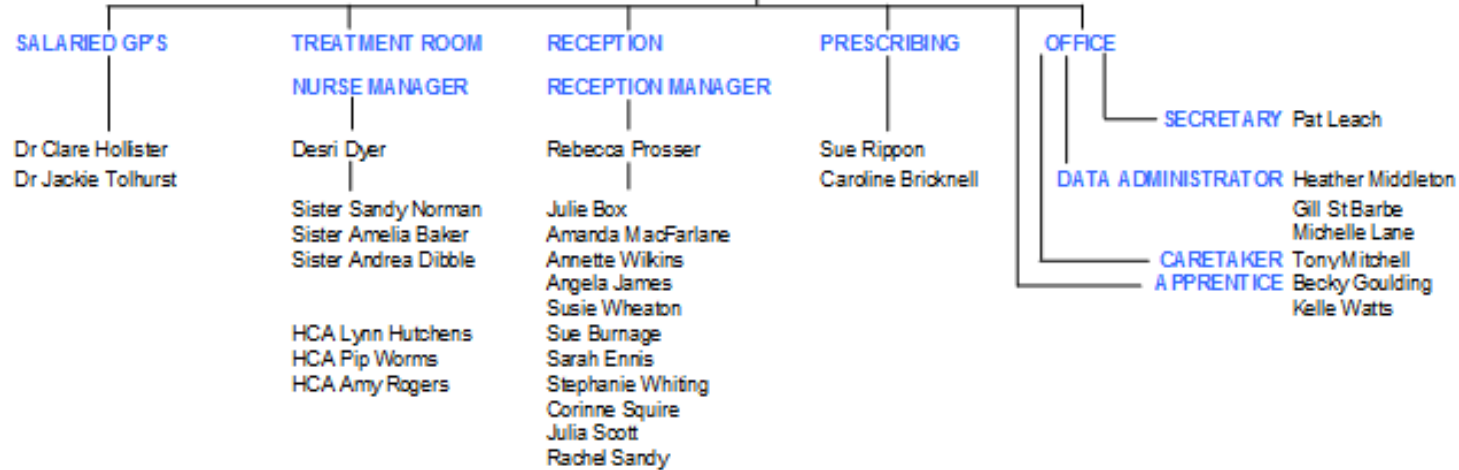 SALARIED GP'S
Dr Clare Hollister
Dr Jackie Tolhurst
TREATMENT ROOM
NURSE MANAGER
Desri Dyer
Sister Sandy Norman
Sister Amelia Baker
Sister Andrea Dibble
HCA Lynn Hutchens
HCA Pip Worms
HCA Amy Rogers
RECEPTION
RECEPTION MANAGER
Rebecca Prosser
Julie Box
Amanda MacFarlane
Annette Wilkins
Angela James
Susie Wheaton
Sue Burnage
Sarah Ennis
Stephanie Whiting
Corinne Squire
Julia Scott
Rachel Sandy
PRESCRIBING
Sue Rippon
Caroline Bricknell
OFFICE
SECRETARY Pat Leach
DATA ADMINISTRATOR Heather Middleton
Gill St Barbe
Michelle Lane
CARETAKER Tony Mitchell
APPRENTICE Becky Goulding
Kelle Watts